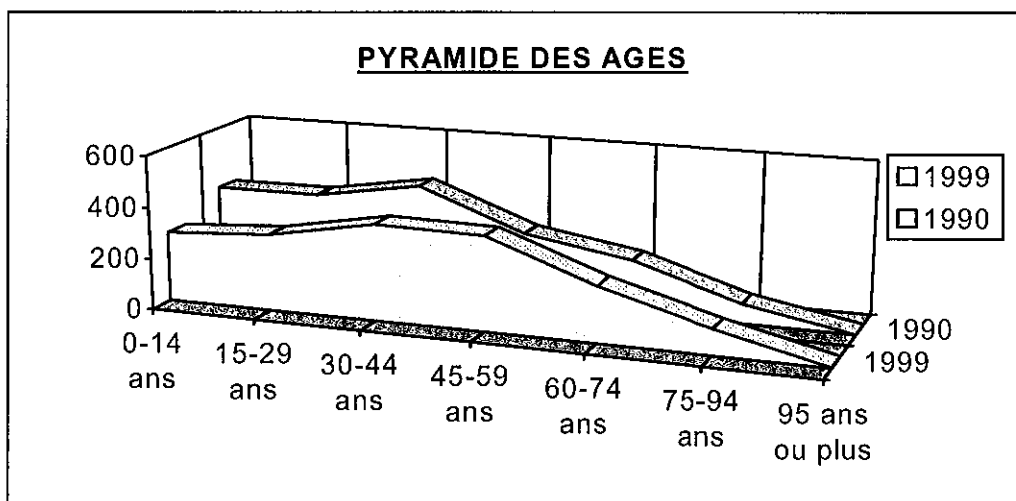 PYRAMIDE DES AGES
600
400
200
0
0-14
ans
15-29
ans
30-44
ans
45-59
ans
60-74
ans
75-94
ans
95 ans
ou plus
1990
1999
1999
1990